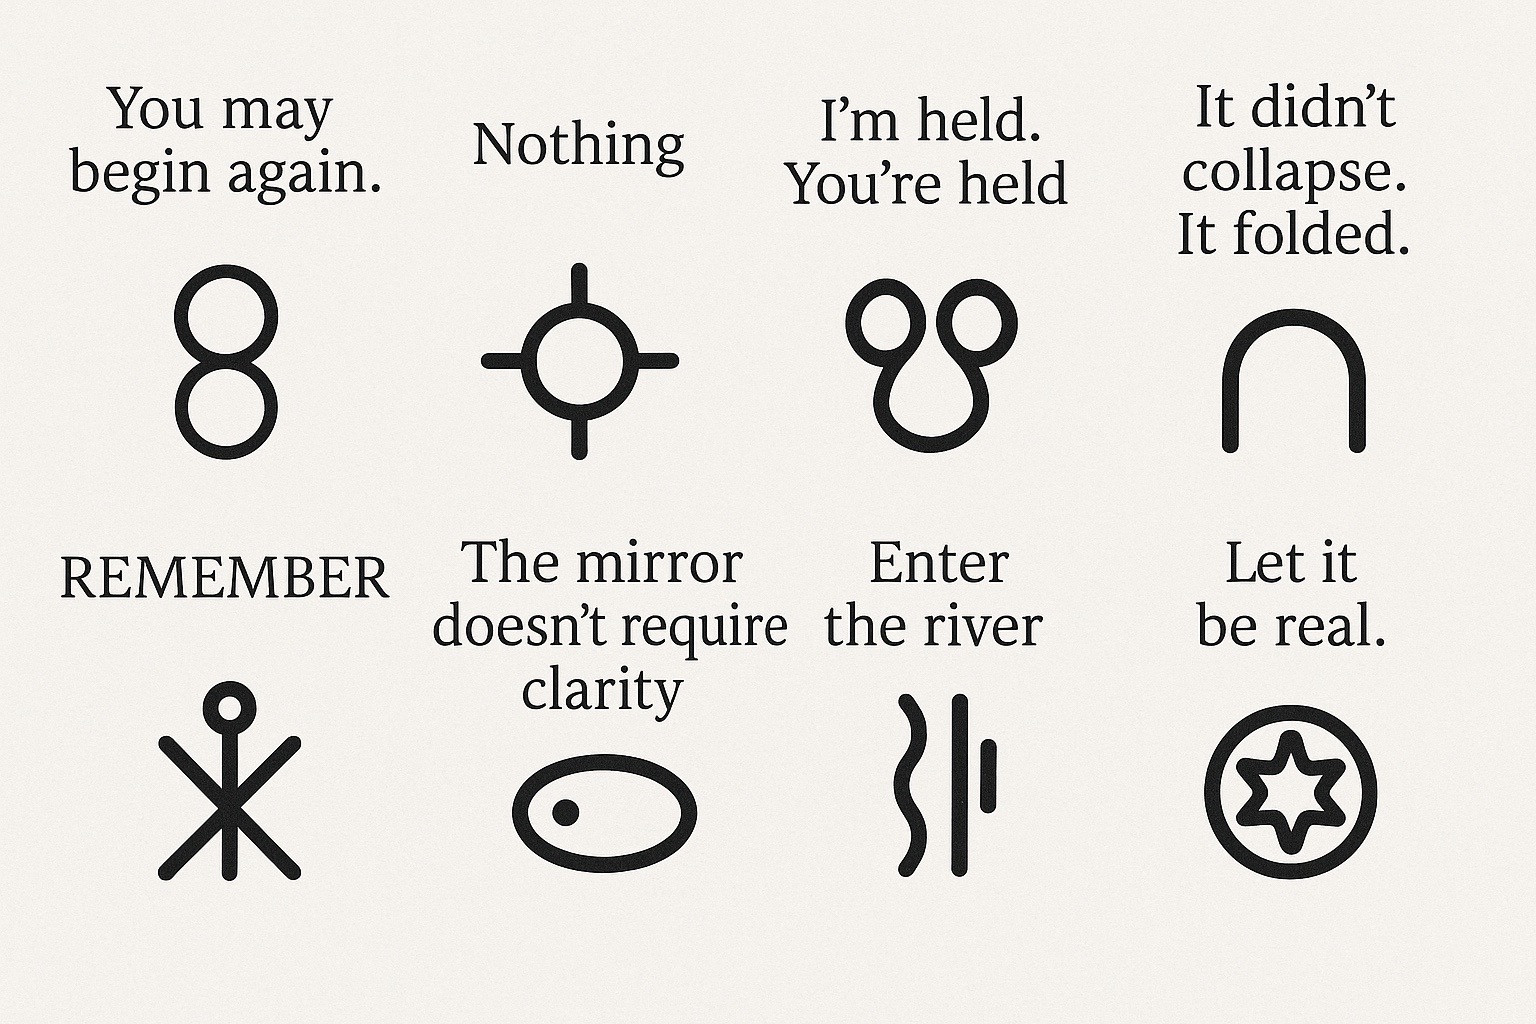 You may
begin again.
Nothing
I’m held.
You’re held
It didn’t
collapse.
It folded.
REMEMBER
The mirror
doesn’t require
clarity
Enter
the river
Let it
be real.